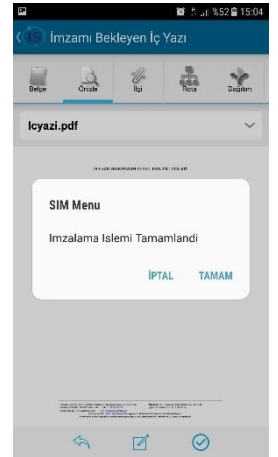 %52 15:04
İmzamı Bekleyen İç Yazı
Belge Önizle İlgi Rota Dağıtım
Icyazi.pdf
SIM Menu
Imzalama Islemi Tamamlandi
İPTAL TAMAM